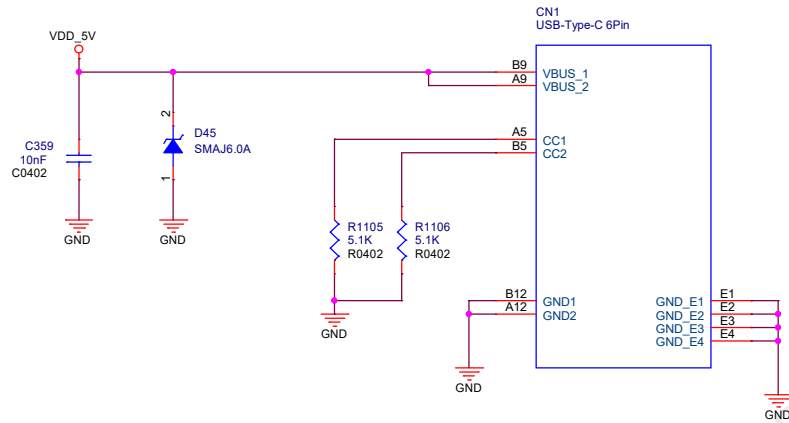 CN1
USB-Type-C 6Pin
VDD_5V
B9
VBUS_1
A9
VBUS_2
2
D45
SMAJ6.0A
1
C359
10nF
C0402
A5
CC1
B5
CC2
GND
GND
R1105
5.1K
R0402
R1106
5.1K
R0402
GND
B12
GND1
A12
GND2
GND_E1
E1
GND_E2
E2
GND_E3
E3
GND_E4
E4
GND
GND